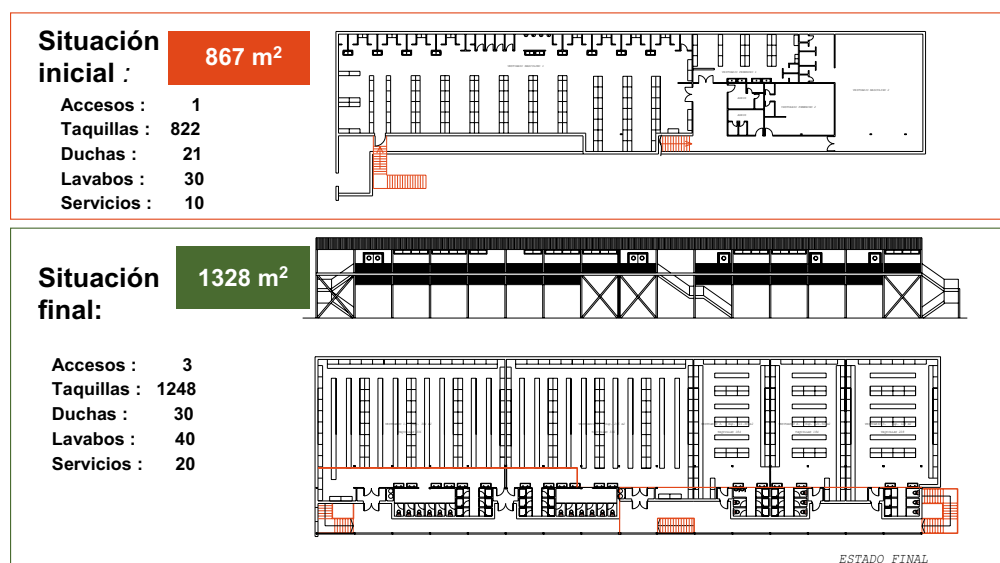 Situación
inicial :
867 m²
Accesos : 1
Taquillas : 822
Duchas : 21
Lavabos : 30
Servicios : 10
Situación
final:
1328 m²
Accesos : 3
Taquillas : 1248
Duchas : 30
Lavabos : 40
Servicios : 20
ESTADO FINAL